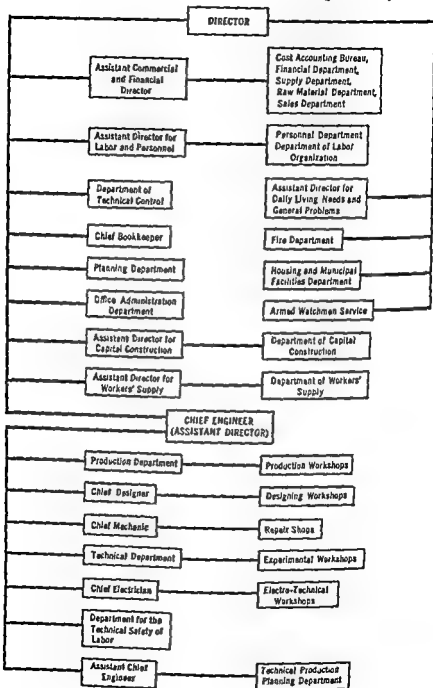 DIRECTOR
Assistant Commercial
and Financial
Director
Cost Accounting Bureau,
Financial Department,
Supply Department,
Raw Material Department,
Sales Department
Assistant Director for
Labor and Personnel
Personnel Department
Department of Labor
Organization
Department of
Technical Control
Assistant Director for
Daily Living Needs and
General Problems
Chief Bookkeeper
Fire Department
Planning Department
Housing and Municipal
Facilities Department
Office Administration
Department
Armed Watchmen Service
Assistant Director for
Capital Construction
Department of Capital
Construction
Assistant Director for
Workers' Supply
Department of Workers'
Supply
CHIEF ENGINEER
(ASSISTANT DIRECTOR)
Production Department
Production Workshops
Chief Designer
Designing Workshops
Chief Mechanic
Repair Shops
Technical Department
Experimental Workshops
Chief Electrician
Electro-Technical
Workshops
Department for the
Technical Safety of
Labor
Assistant Chief
Engineer
Technical Production
Planning Department